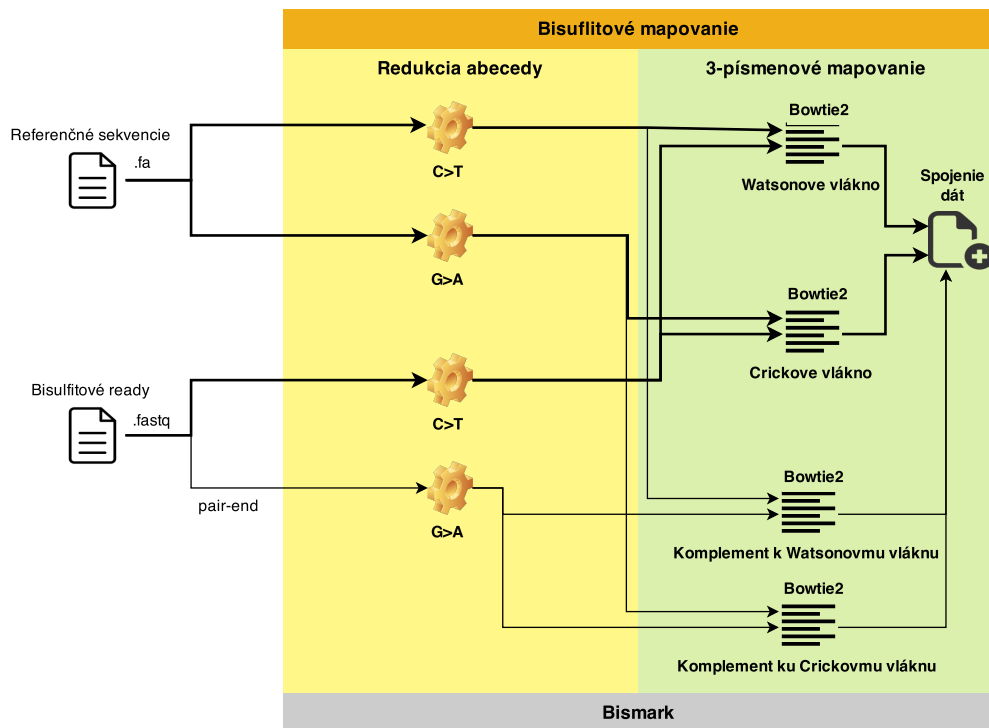 Bisuflitové mapovanie
Redukcia abecedy
3-písmenové mapovanie
Referenčné sekvencie
.fa
C>T
G>A
Bowtie2
Watsonove vlákno
Spojenie
dát
Bowtie2
Crickove vlákno
Bisulfitové ready
.fastq
pair-end
C>T
G>A
Bowtie2
Komplement k Watsonovmu vláknu
Bowtie2
Komplement ku Crickovmu vláknu
Bismark